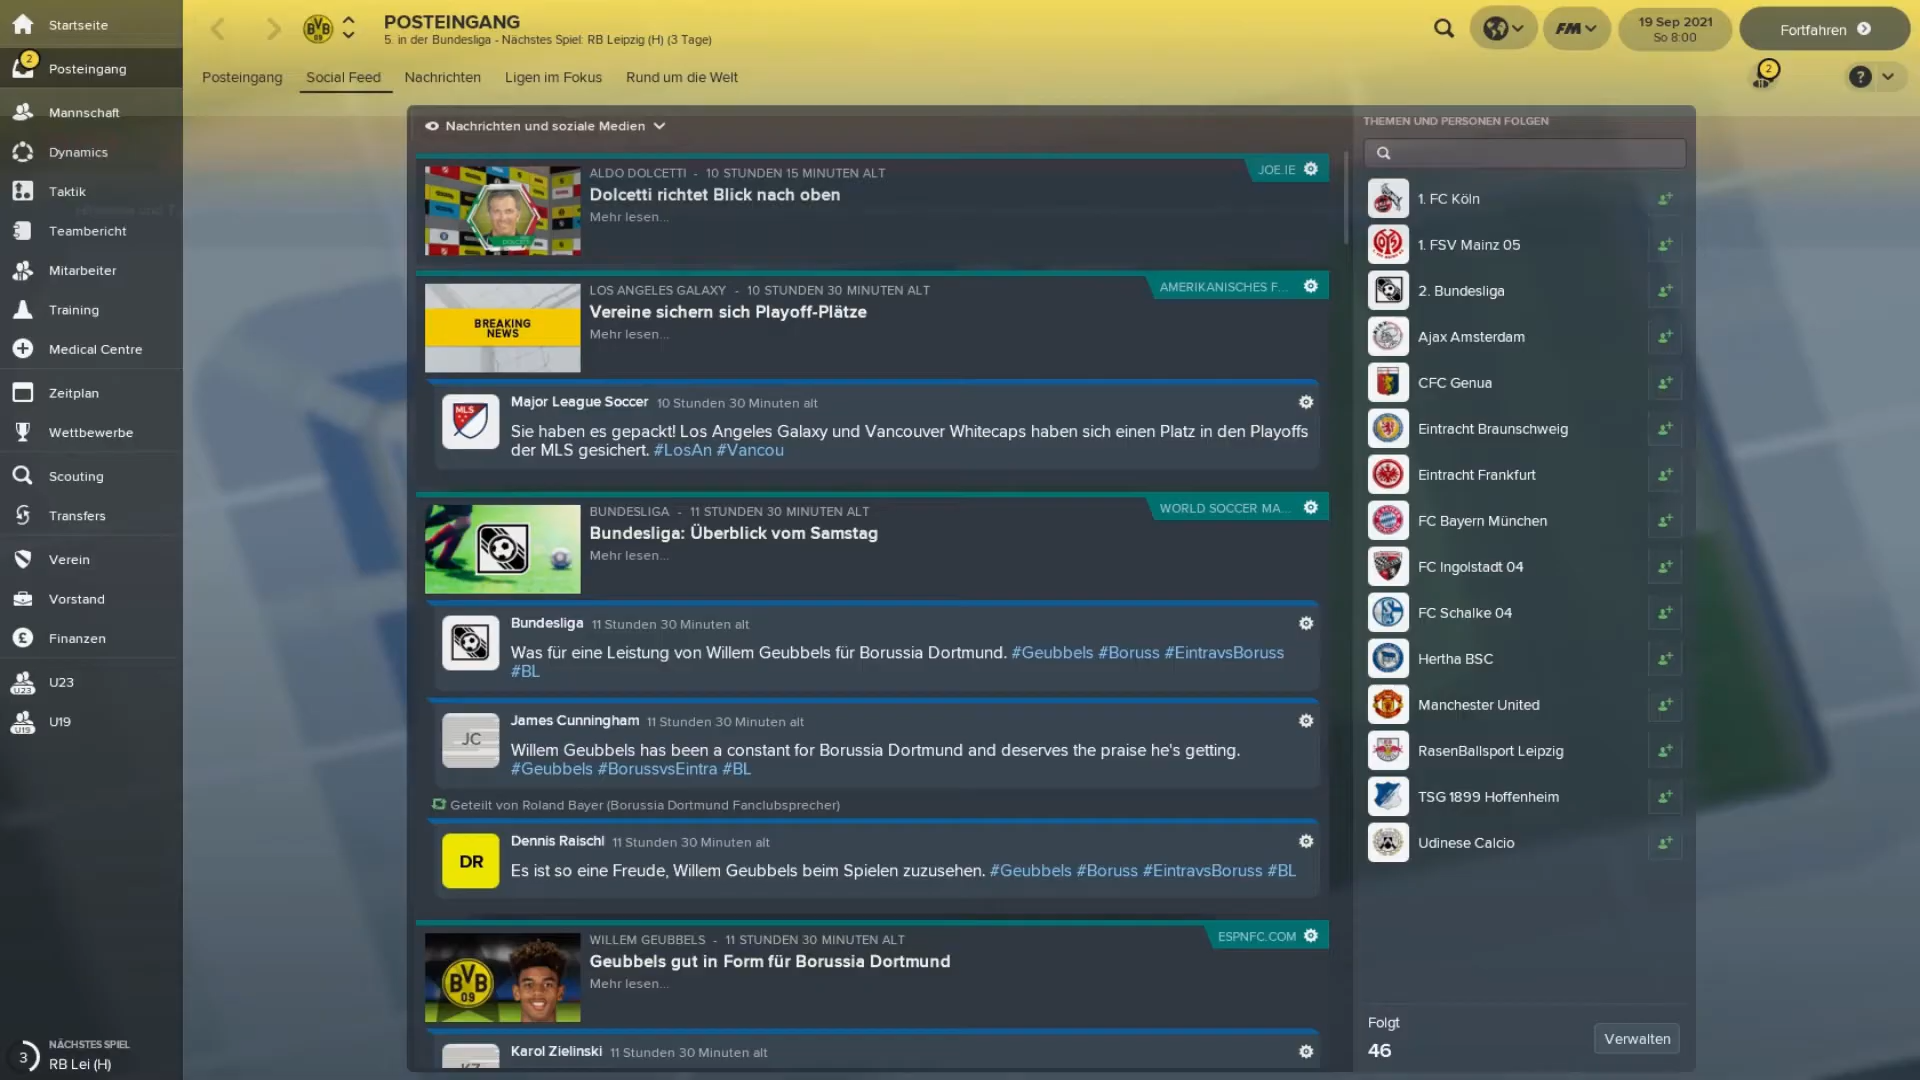 Startseite
2
Posteingang
Mannschaft
Dynamics
Taktik
Teambericht
Mitarbeiter
Training
Medical Centre
Zeitplan
Wettbewerbe
Scouting
Transfers
Verein
Vorstand
Finanzen
U23
U23
U19
U19
NÄCHSTES SPIEL
3
RB Lei (H)
BVB
09
POSTEINGANG
5. in der Bundesliga - Nächstes Spiel: RB Leipzig (H) (3 Tage)
FM
19 Sep 2021
So 8:00
Fortfahren
Posteingang
Social Feed
Nachrichten
Ligen im Fokus
Rund um die Welt
2
?
Nachrichten und soziale Medien
ALDO DOLCETTI - 10 STUNDEN 15 MINUTEN ALT
JOE.IE
Dolcetti richtet Blick nach oben
Mehr lesen...
LOS ANGELES GALAXY - 10 STUNDEN 30 MINUTEN ALT
AMERIKANISCHES F...
BREAKING
NEWS
Vereine sichern sich Playoff-Plätze
Mehr lesen...
MLS
Major League Soccer 10 Stunden 30 Minuten alt
Sie haben es gepackt! Los Angeles Galaxy und Vancouver Whitecaps haben sich einen Platz in den Playoffs
der MLS gesichert. #LosAn #Vancou
BUNDESLIGA - 11 STUNDEN 30 MINUTEN ALT
WORLD SOCCER MA...
Bundesliga: Überblick vom Samstag
Mehr lesen...
Bundesliga 11 Stunden 30 Minuten alt
Was für eine Leistung von Willem Geubbels für Borussia Dortmund. #Geubbels #Boruss #EintravsBoruss
#BL
JC
James Cunningham 11 Stunden 30 Minuten alt
Willem Geubbels has been a constant for Borussia Dortmund and deserves the praise he's getting.
#Geubbels #BorussvsEintra #BL
Geteilt von Roland Bayer (Borussia Dortmund Fanclubsprecher)
DR
Dennis Raischl 11 Stunden 30 Minuten alt
Es ist so eine Freude, Willem Geubbels beim Spielen zuzusehen. #Geubbels #Boruss #EintravsBoruss #BL
WILLEM GEUBBELS - 11 STUNDEN 30 MINUTEN ALT
ESPNFC.COM
BVB
09
Geubbels gut in Form für Borussia Dortmund
Mehr lesen...
Karol Zielinski 11 Stunden 30 Minuten alt
THEMEN UND PERSONEN FOLGEN
1. FC Köln
1. FSV Mainz 05
2. Bundesliga
Ajax Amsterdam
CFC Genua
Eintracht Braunschweig
Eintracht Frankfurt
FC Bayern München
FC Ingolstadt 04
FC Schalke 04
Hertha BSC
Manchester United
RasenBallsport Leipzig
TSG 1899 Hoffenheim
Udinese Calcio
Folgt
46
Verwalten